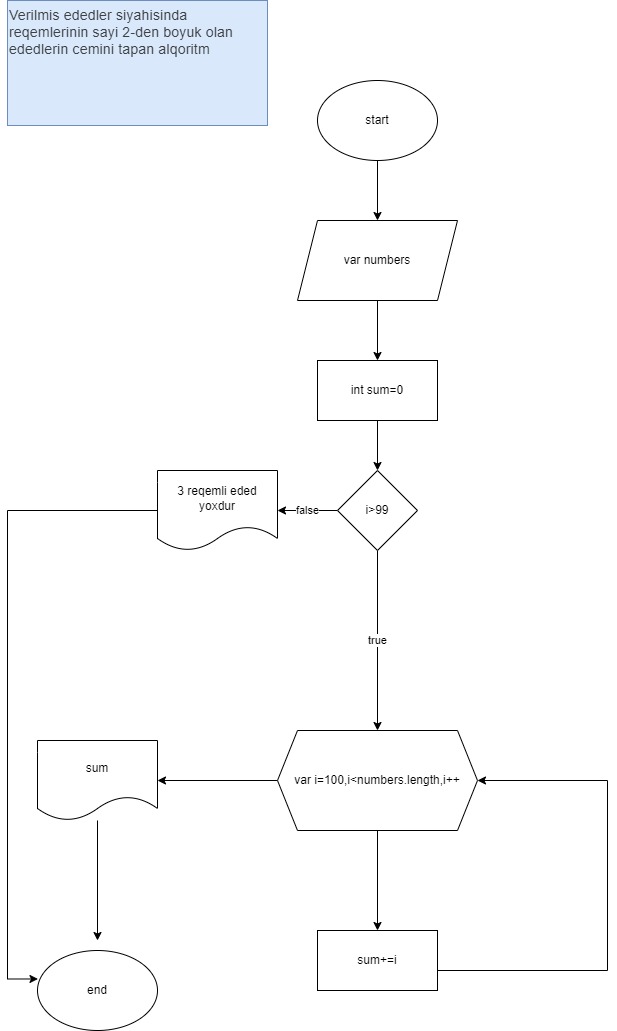 Verilmis ededler siyahisinda
reqemlerinin sayi 2-den boyuk olan
ededlerin cemini tapan alqoritm
start
var numbers
int sum=0
3 reqemli eded
yoxdur
false
i>99
true
sum
var i=100,i<numbers.length,i++
sum+=i
end